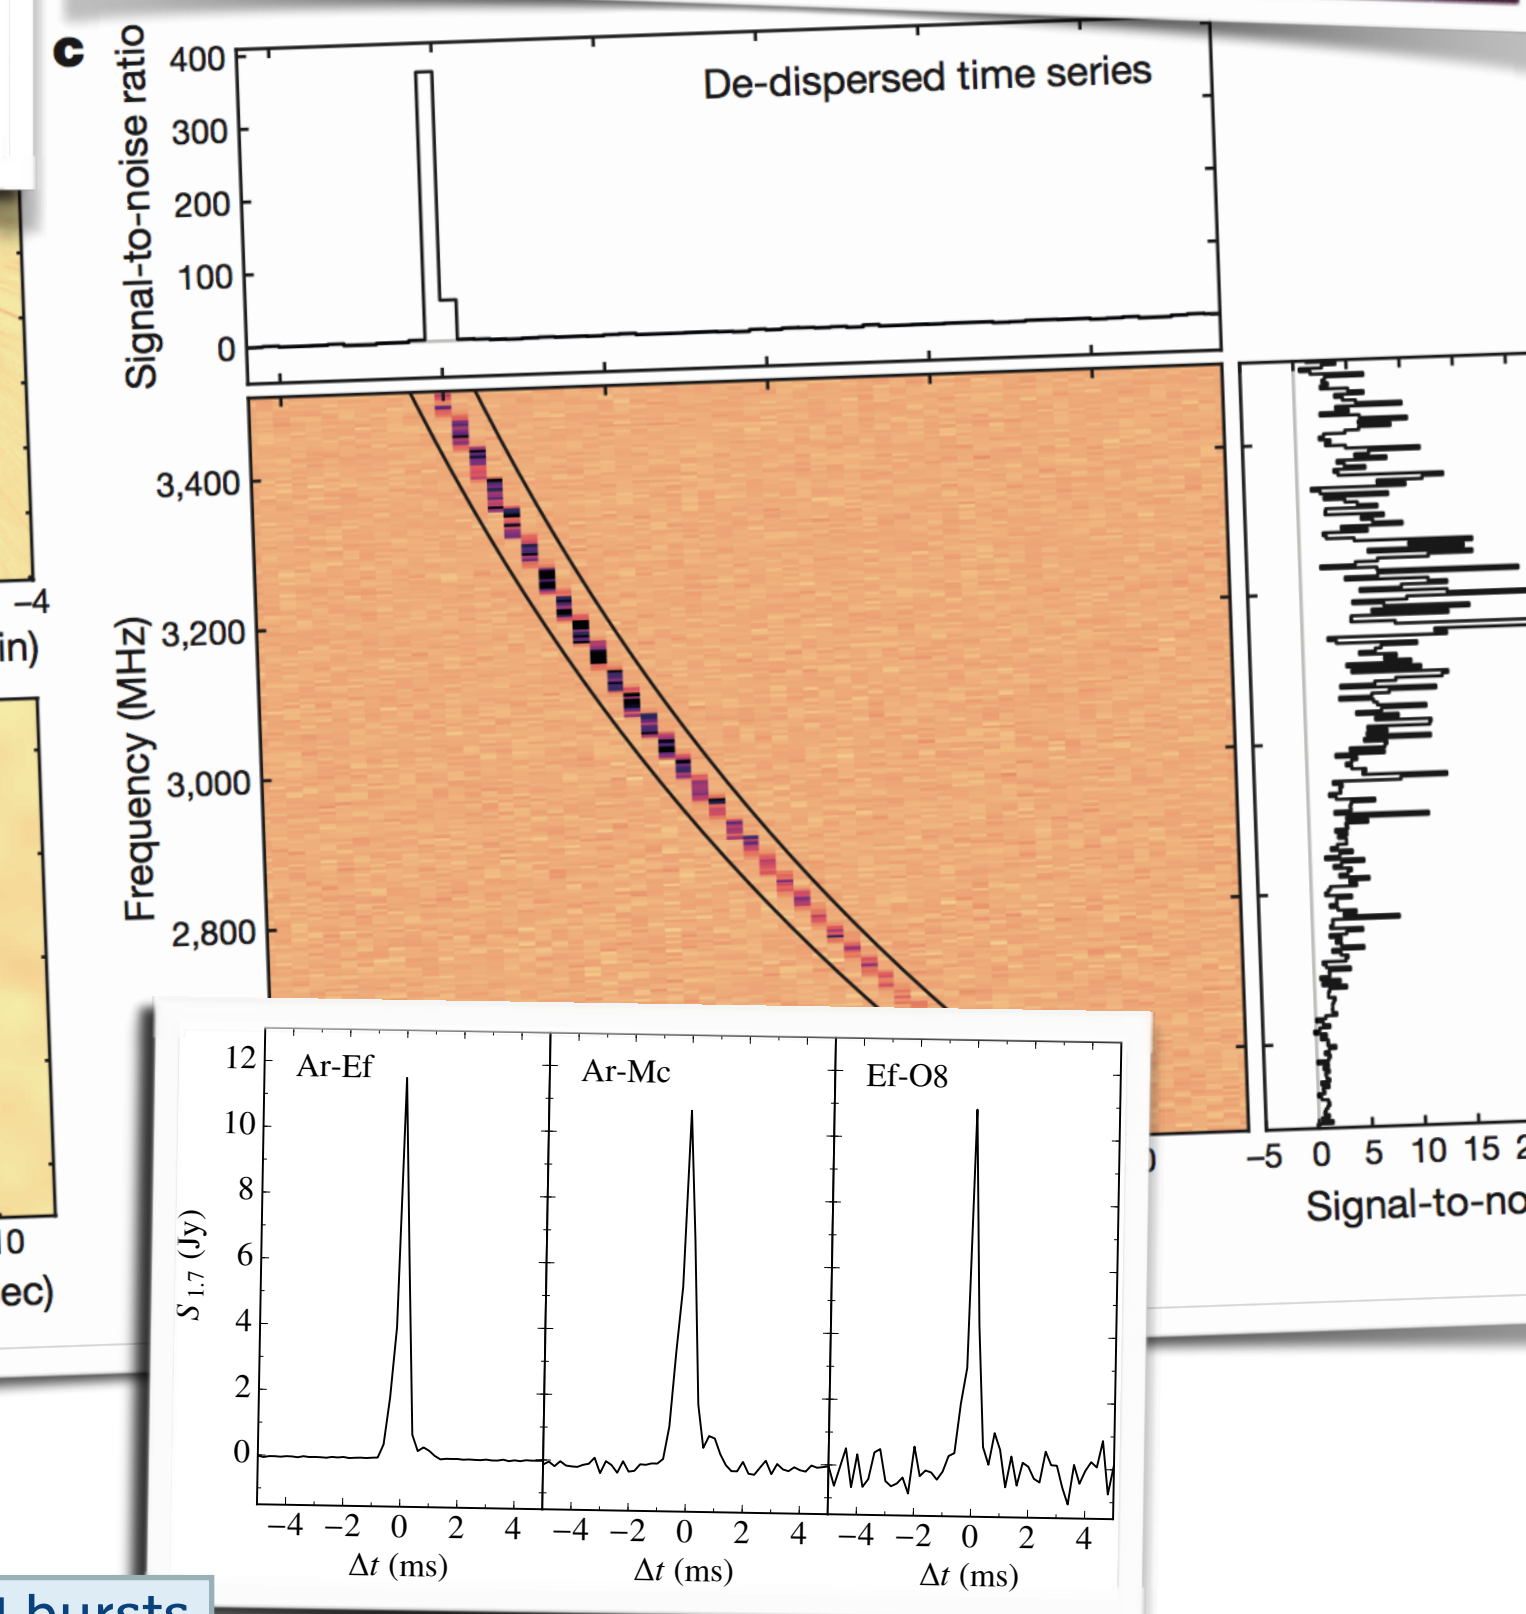 c
Signal-to-noise ratio
400
300
200
100
0
De-dispersed time series
Frequency (MHz)
3,400
3,200
3,000
2,800
−4
in)
ec)
−5 0 5 10 15
Signal-to-no
S 1.7 (Jy)
12
10
8
6
4
2
0
Ar-Ef
Ar-Mc
Ef-O8
−4 −2 0 2 4 −4 −2 0 2 4 −4 −2 0 2 4
Δt (ms) Δt (ms) Δt (ms)
bursts